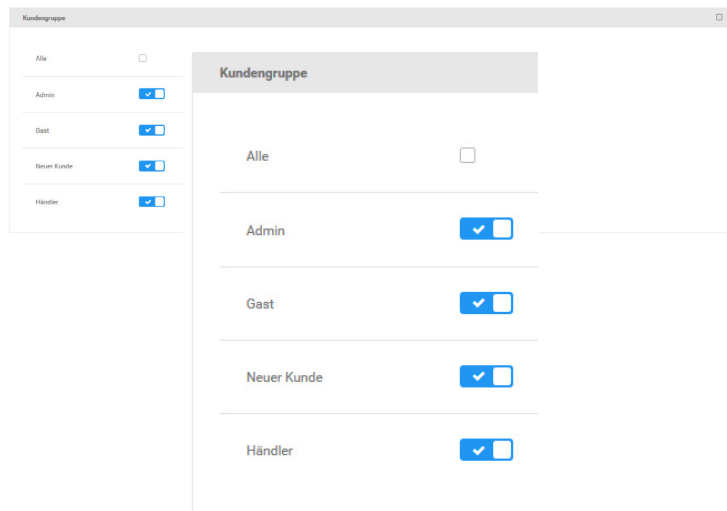 Kundengruppe
Alle
Admin
Gast
Neuer Kunde
Händler
Kundengruppe
Alle
Admin
Gast
Neuer Kunde
Händler